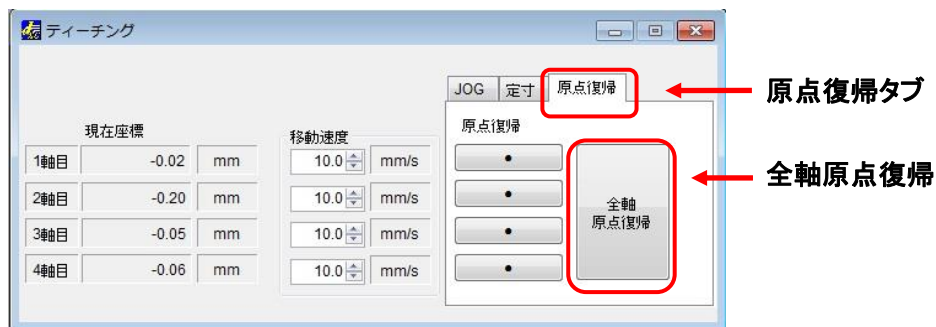 ティーチング
JOG 定寸 原点復帰
原点復帰タブ
現在座標
移動速度
原点復帰
1軸目 -0.02 mm 10.0 mm/s ●
2軸目 -0.20 mm 10.0 mm/s ●
3軸目 -0.05 mm 10.0 mm/s ●
4軸目 -0.06 mm 10.0 mm/s ●
全軸
原点復帰
全軸原点復帰